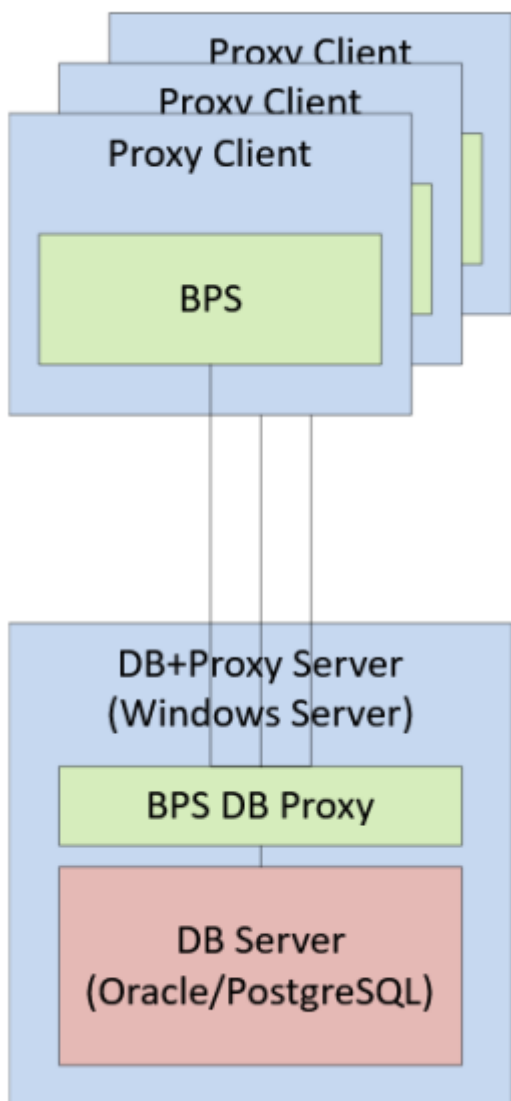 Proxy Client
Proxy Client
Proxy Client
BPS
DB+Proxy Server
(Windows Server)
BPS DB Proxy
DB Server
(Oracle/PostgreSQL)